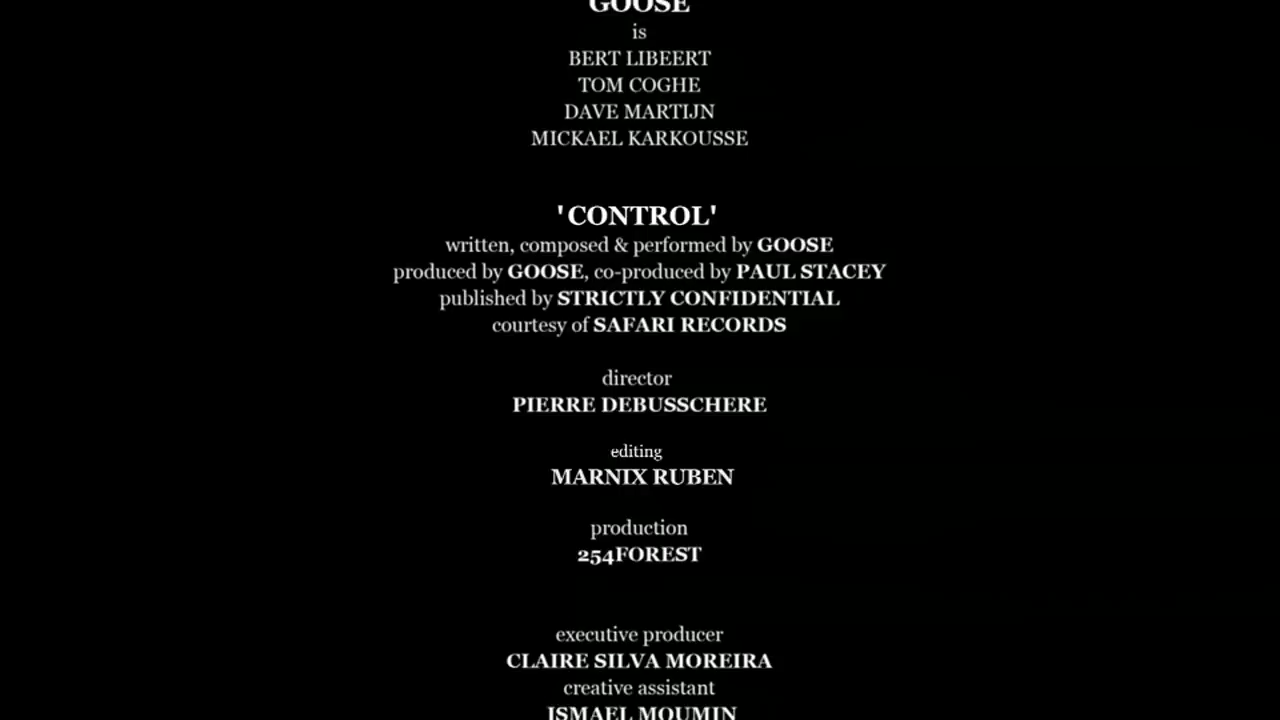 GOOSE
is
BERT LIBEERT
TOM COGHE
DAVE MARTIJN
MICKAEL KARKOUSSE
'CONTROL'
written, composed & performed by GOOSE
produced by GOOSE, co-produced by PAUL STACEY
published by STRICTLY CONFIDENTIAL
courtesy of SAFARI RECORDS
director
PIERRE DEBUSSCHERE
editing
MARNIX RUBEN
production
254FOREST
executive producer
CLAIRE SILVA MOREIRA
creative assistant
ISMAEL MOUMIN